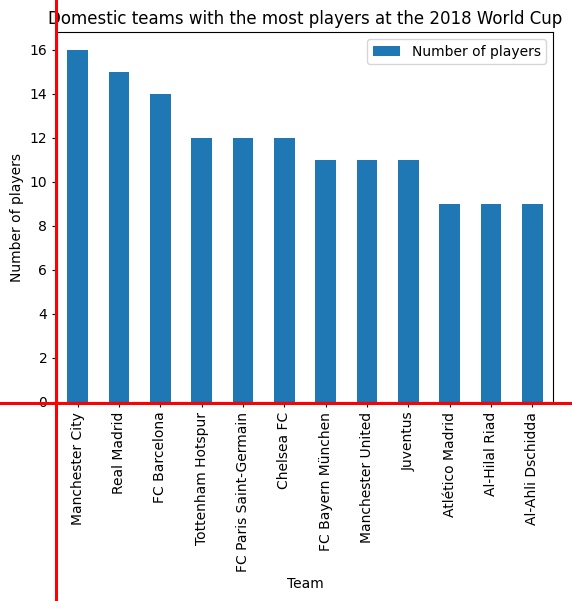 Domestic teams with the most players at the 2018 World Cup
Number of players
Number of players
16
14
12
10
8
6
4
2
0
Manchester City
Real Madrid
FC Barcelona
Tottenham Hotspur
FC Paris Saint-Germain
Chelsea FC
FC Bayern München
Manchester United
Juventus
Atlético Madrid
Al-Hilal Riad
Al-Ahli Dschidda
Team